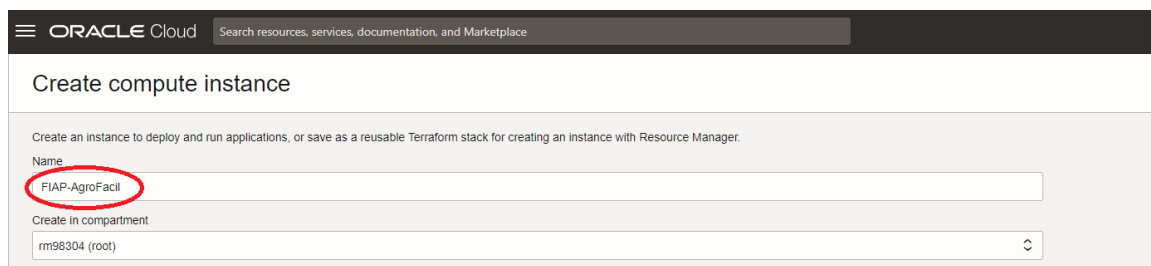 ORACLE Cloud Search resources, services, documentation, and Marketplace
Create compute instance
Create an instance to deploy and run applications, or save as a reusable Terraform stack for creating an instance with Resource Manager.
Name
FIAP-AgroFacil
Create in compartment
rm98304 (root)